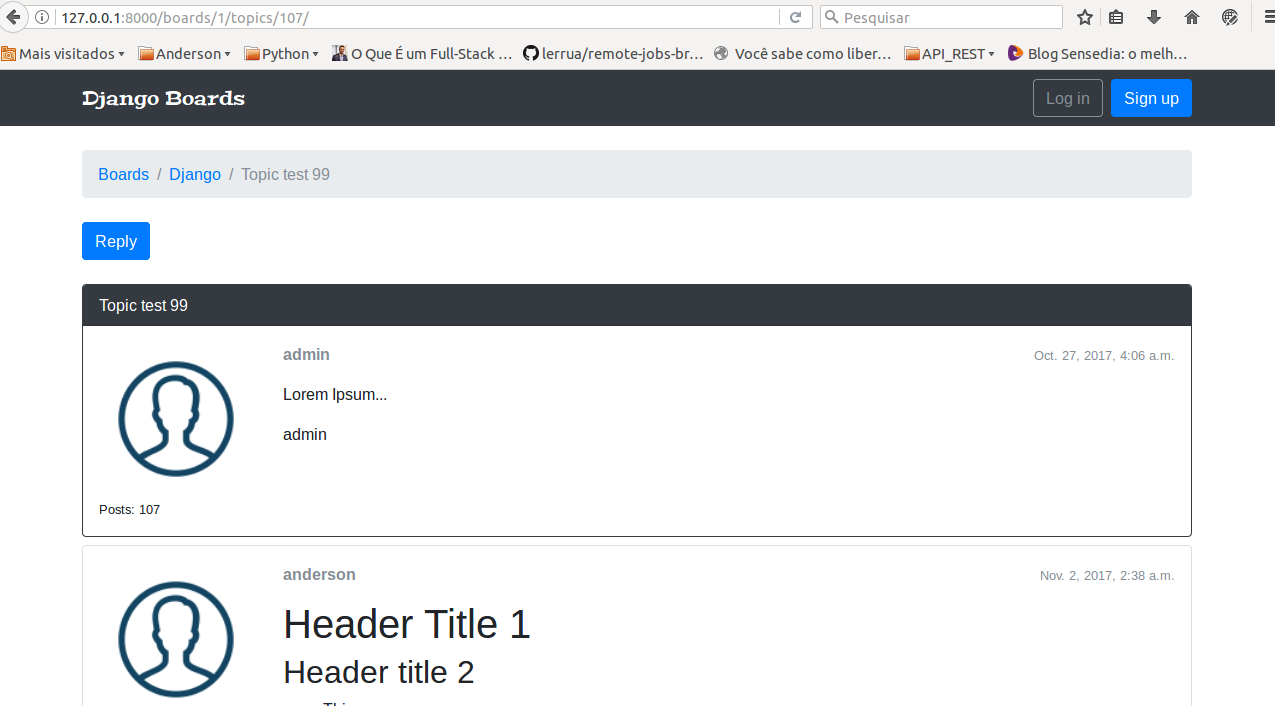 127.0.0.1:8000/boards/1/topics/107/ Pesquisar
Mais visitados Anderson Python O Que É um Full-Stack ... lerrua/remote-jobs-br... Você sabe como liber... API_REST Blog Sensedia: o melh...
Django Boards Log in Sign up
Boards / Django / Topic test 99
Reply
Topic test 99
admin Oct. 27, 2017, 4:06 a.m.
Lorem Ipsum...
admin
Posts: 107
anderson Nov. 2, 2017, 2:38 a.m.
Header Title 1
Header title 2